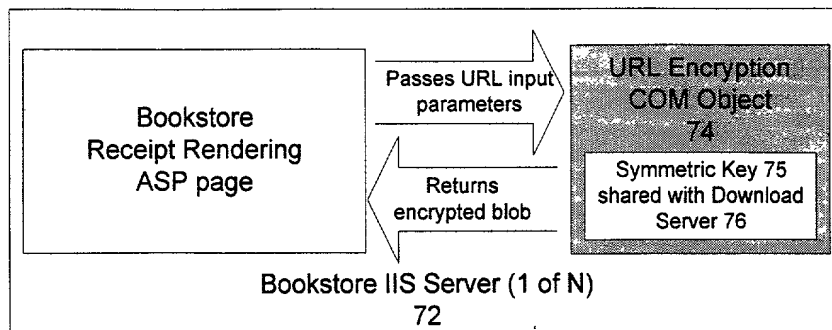 Bookstore
Receipt Rendering
ASP page
Passes URL input
parameters
Returns
encrypted blob
URL Encryption
COM Object
74
Symmetric Key 75
shared with Download
Server 76
Bookstore IIS Server (1 of N)
72